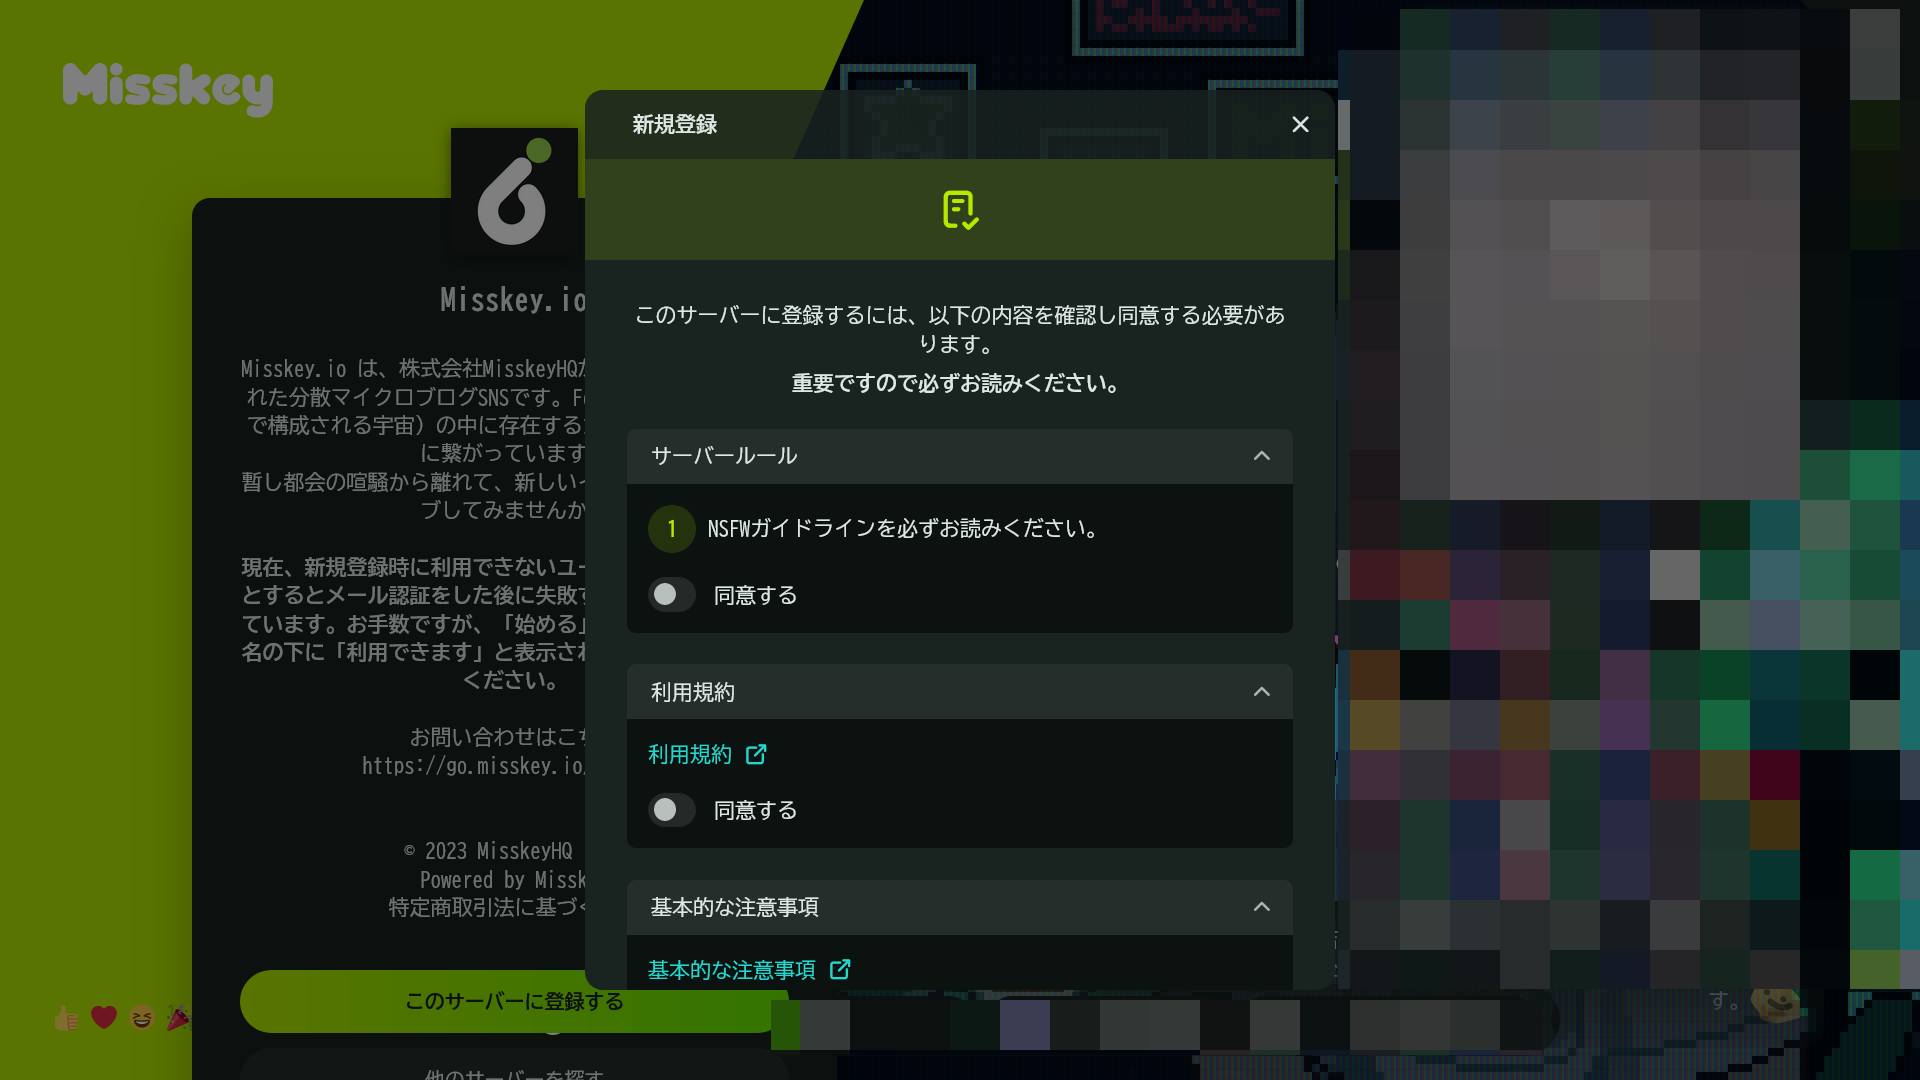 Misskey
Misskey.io
Misskey.io は、株式会社MisskeyHQ
れた分散マイクロブログSNSです。
で構成される宇宙）の中に存在する
に繋がっています
暫し都会の喧騒から離れて、新しい
ブしてみませんか
現在、新規登録時に利用できないユー
とするとメール認証をした後に失敗
ています。お手数ですが、「始める」
名の下に「利用できます」と表示され
ください。
お問い合わせはこ
https://go.misskey.io/
© 2023 MisskeyHQ
Powered by Missk
特定商取引法に基づ
このサーバーに登録する
他のサーバーを探す
新規登録
このサーバーに登録するには、以下の内容を確認し同意する必要があ
ります。
重要ですので必ずお読みください。
サーバールール
1 NSFWガイドラインを必ずお読みください。
同意する
利用規約
利用規約
同意する
基本的な注意事項
基本的な注意事項
す。